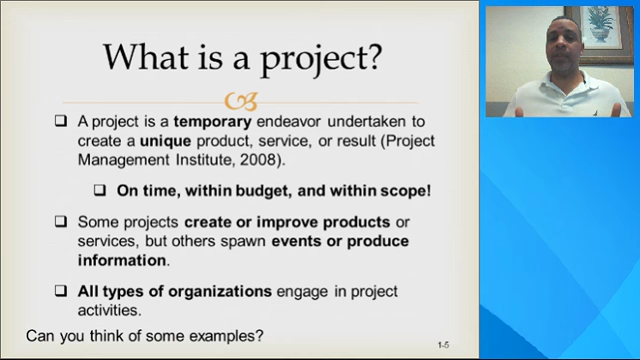 What is a project?
A project is a temporary endeavor undertaken to
create a unique product, service, or result (Project
Management Institute, 2008).
On time, within budget, and within scope!
Some projects create or improve products or
services, but others spawn events or produce
information.
All types of organizations engage in project
activities.
Can you think of some examples?
1-5